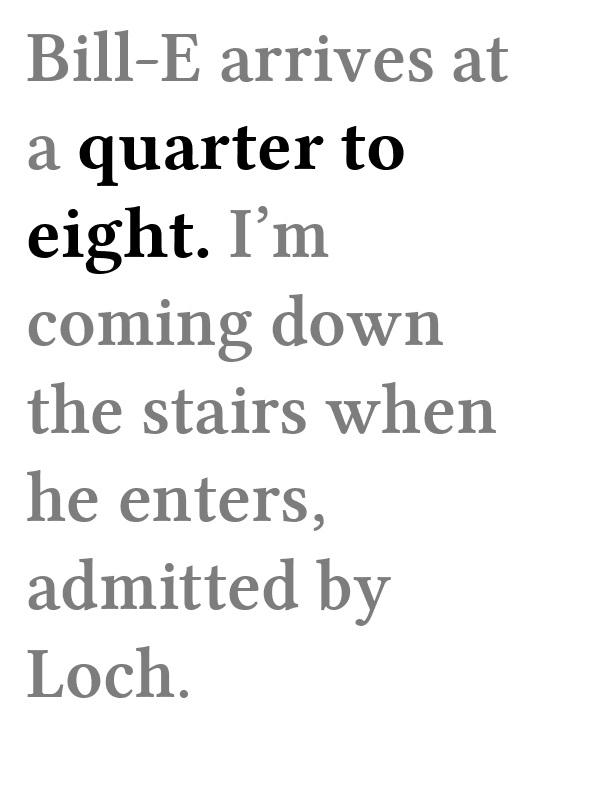 Bill-E arrives at
a quarter to
eight. I’m
coming down
the stairs when
he enters,
admitted by
Loch.